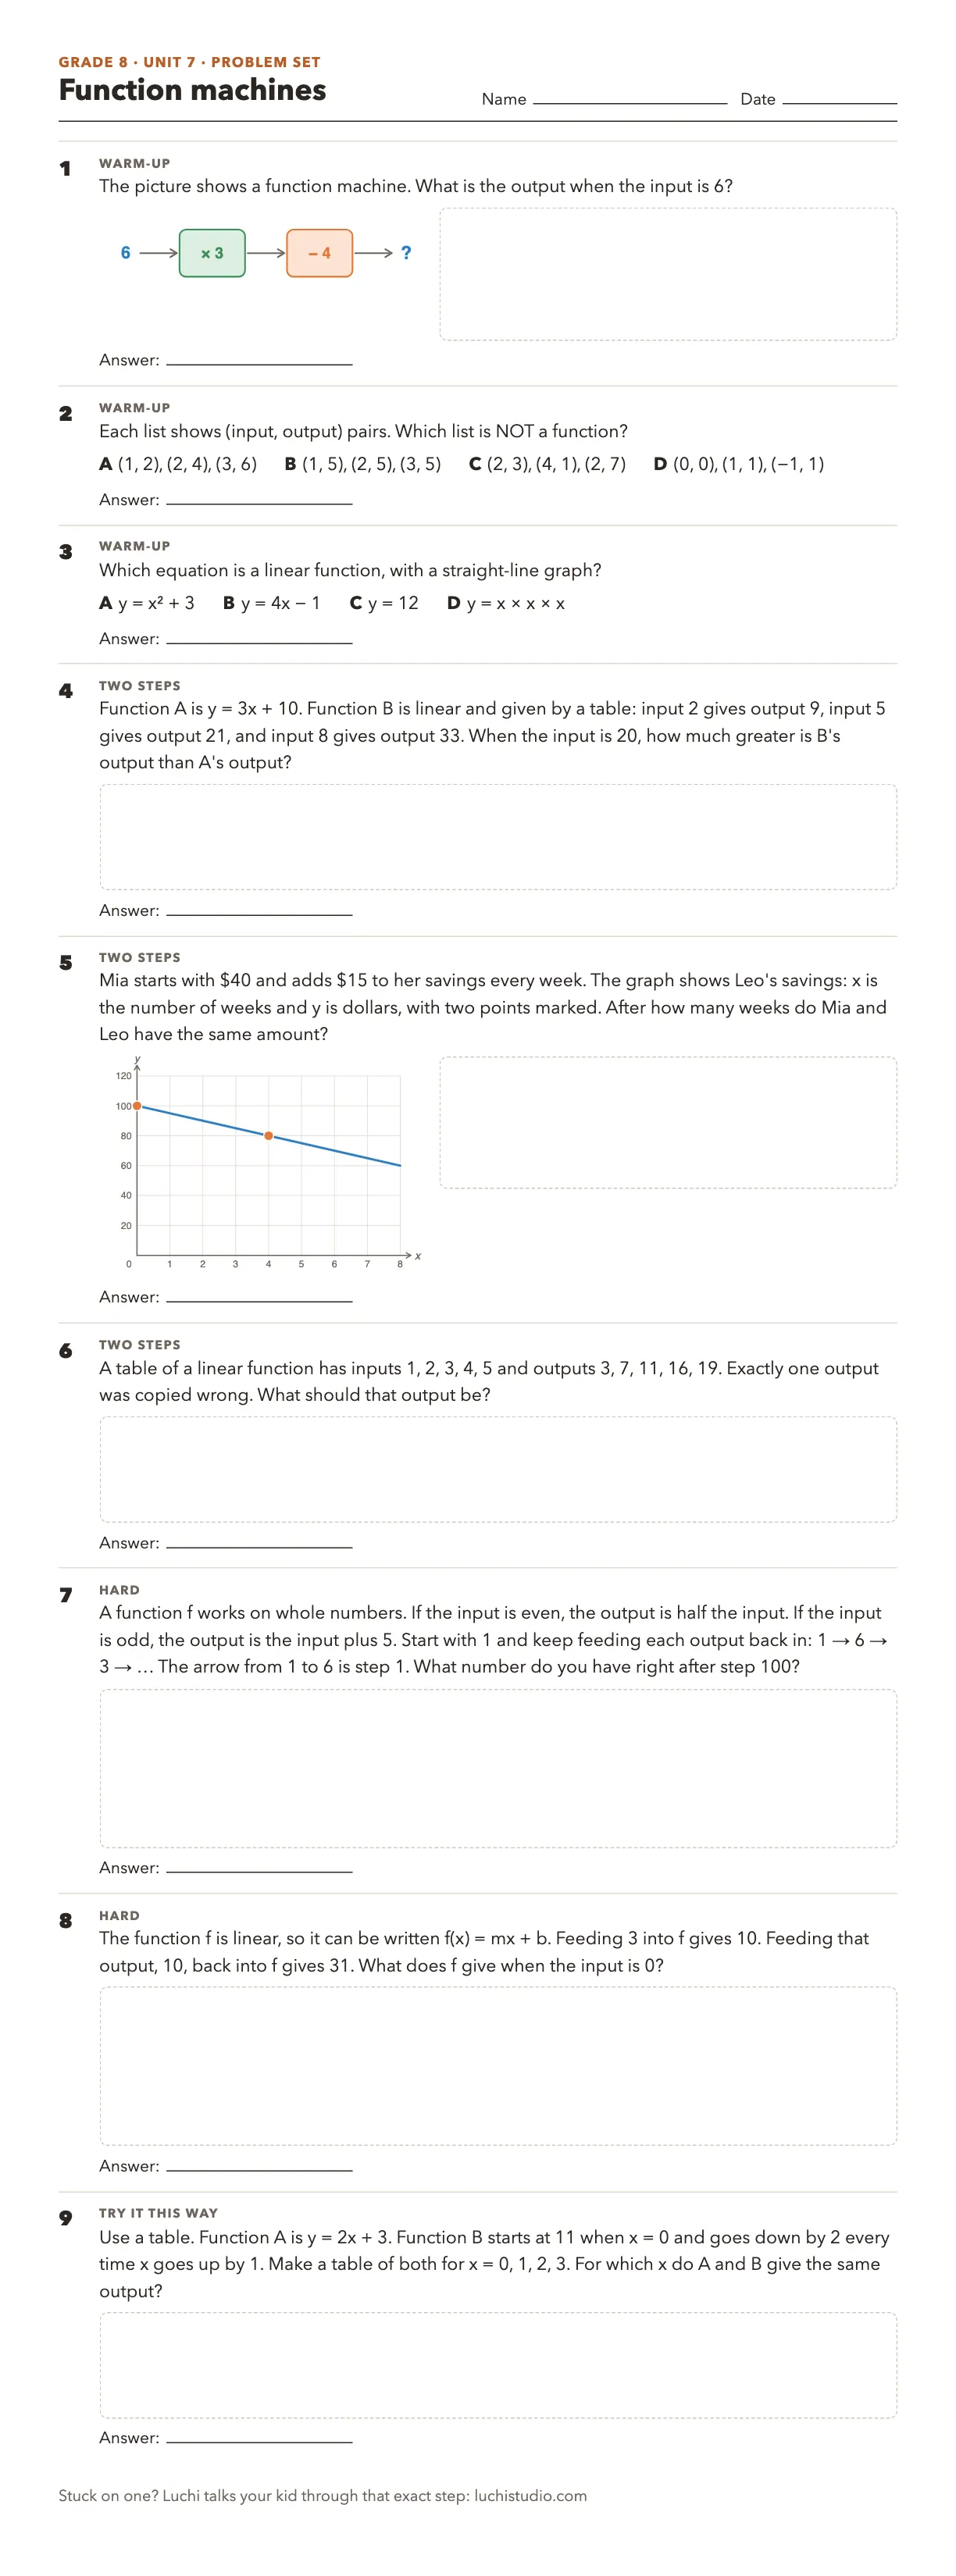 GRADE 8 · UNIT 7 · PROBLEM SET
Function machines
Name Date
1
WARM-UP
The picture shows a function machine. What is the output when the input is 6?
6 × 3 − 4 ?
Answer:
2
WARM-UP
Each list shows (input, output) pairs. Which list is NOT a function?
A (1, 2), (2, 4), (3, 6) B (1, 5), (2, 5), (3, 5) C (2, 3), (4, 1), (2, 7) D (0, 0), (1, 1), (−1, 1)
Answer:
3
WARM-UP
Which equation is a linear function, with a straight-line graph?
A y = x² + 3 B y = 4x − 1 C y = 12 D y = x × x × x
Answer:
4
TWO STEPS
Function A is y = 3x + 10. Function B is linear and given by a table: input 2 gives output 9, input 5
gives output 21, and input 8 gives output 33. When the input is 20, how much greater is B's
output than A's output?
Answer:
5
TWO STEPS
Mia starts with $40 and adds $15 to her savings every week. The graph shows Leo's savings: x is
the number of weeks and y is dollars, with two points marked. After how many weeks do Mia and
Leo have the same amount?
y
120
100
80
60
40
20
0 1 2 3 4 5 6 7 8 x
Answer:
6
TWO STEPS
A table of a linear function has inputs 1, 2, 3, 4, 5 and outputs 3, 7, 11, 16, 19. Exactly one output
was copied wrong. What should that output be?
Answer:
7
HARD
A function f works on whole numbers. If the input is even, the output is half the input. If the input
is odd, the output is the input plus 5. Start with 1 and keep feeding each output back in: 1 → 6 →
3 → … The arrow from 1 to 6 is step 1. What number do you have right after step 100?
Answer:
8
HARD
The function f is linear, so it can be written f(x) = mx + b. Feeding 3 into f gives 10. Feeding that
output, 10, back into f gives 31. What does f give when the input is 0?
Answer:
9
TRY IT THIS WAY
Use a table. Function A is y = 2x + 3. Function B starts at 11 when x = 0 and goes down by 2 every
time x goes up by 1. Make a table of both for x = 0, 1, 2, 3. For which x do A and B give the same
output?
Answer:
Stuck on one? Luchi talks your kid through that exact step: luchistudio.com